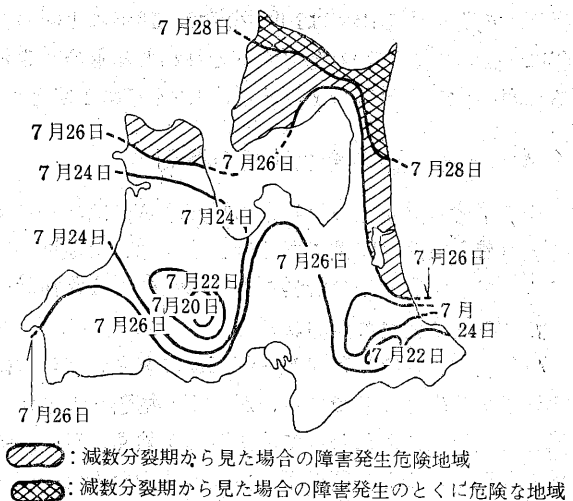 7月28日
7月26日
7月26日
7月24日
7月28日
7月24日
7月24日
7月26日
7月26日
7月22日
7月20日
7月26日
7月
24日
7月22日
7月26日
：減数分裂期から見た場合の障害発生危険地域
：減数分裂期から見た場合の障害発生のとくに危険な地域